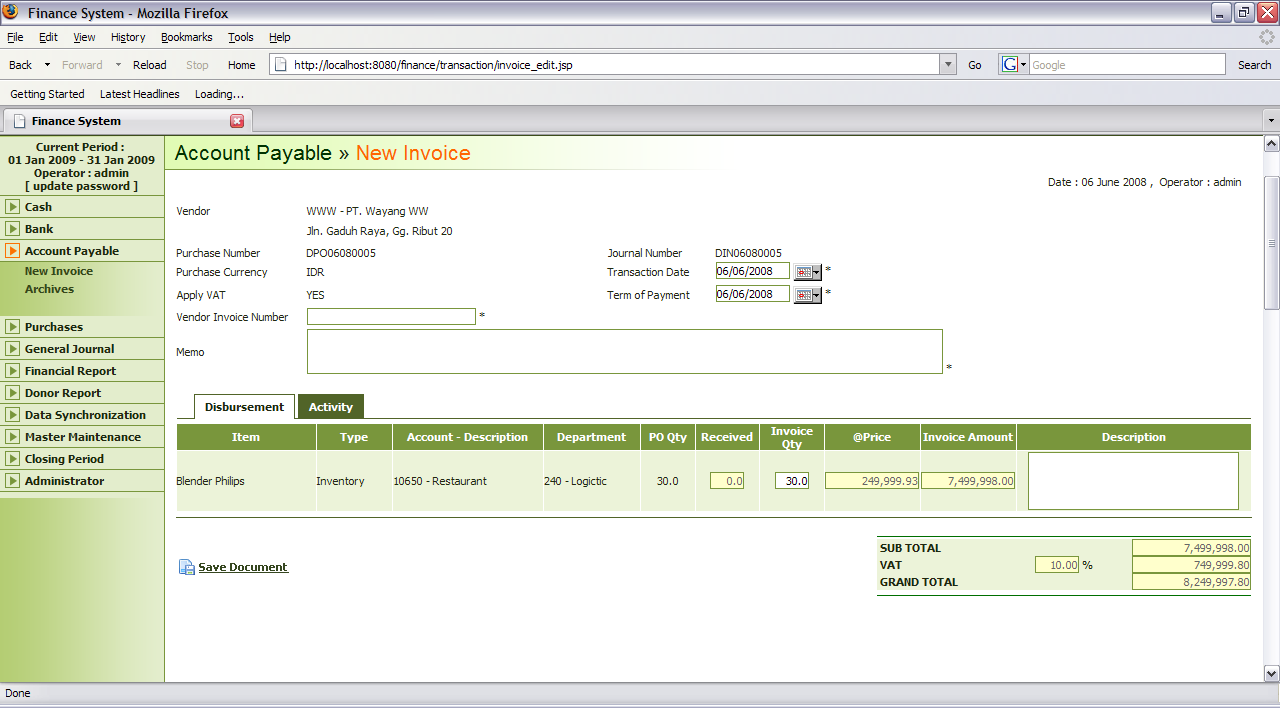 Finance System - Mozilla Firefox
File Edit View History Bookmarks Tools Help
Back Forward Reload Stop Home http://localhost:8080/finance/transaction/invoice_edit.jsp Go G Google Search
Getting Started Latest Headlines Loading...
Finance System
Current Period :
01 Jan 2009 - 31 Jan 2009
Operator : admin
[ update password ]
Cash
Bank
Account Payable
New Invoice
Archives
Purchases
General Journal
Financial Report
Donor Report
Data Synchronization
Master Maintenance
Closing Period
Administrator
Account Payable » New Invoice
Date : 06 June 2008 , Operator : admin
Vendor WWW - PT. Wayang WW
Jln. Gaduh Raya, Gg. Ribut 20
Purchase Number DPO06080005 Journal Number DIN06080005
Purchase Currency IDR Transaction Date 06/06/2008 *
Apply VAT YES Term of Payment 06/06/2008 *
Vendor Invoice Number *
Memo *
Disbursement Activity
Item Type Account - Description Department PO Qty Received Invoice Qty @Price Invoice Amount Description
Blender Philips Inventory 10650 - Restaurant 240 - Logictic 30.0 0.0 30.0 249,999.93 7,499,998.00
Save Document
SUB TOTAL 7,499,998.00
VAT 10.00 % 749,999.80
GRAND TOTAL 8,249,997.80
Done